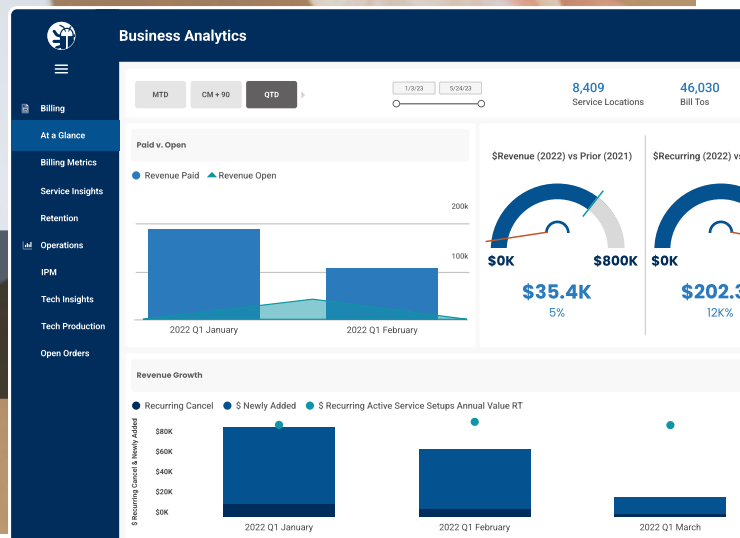 Business Analytics
Billing
At a Glance
Billing Metrics
Service Insights
Retention
Operations
IPM
Tech Insights
Tech Production
Open Orders
MTD
CM + 90
QTD
1/3/23
5/24/23
8,409
Service Locations
46,030
Bill Tos
Paid v. Open
Revenue Paid
Revenue Open
200k
100k
2022 Q1 January
2022 Q1 February
$Revenue (2022) vs Prior (2021)
$0K
$800K
$35.4K
5%
$Recurring (2022) vs
$0K
$202.3
12K%
Revenue Growth
Recurring Cancel
$ Newly Added
$ Recurring Active Service Setups Annual Value RT
$ Recurring Cancel & Newly Added
$80K
$60K
$40K
$20K
$0K
2022 Q1 January
2022 Q1 February
2022 Q1 March